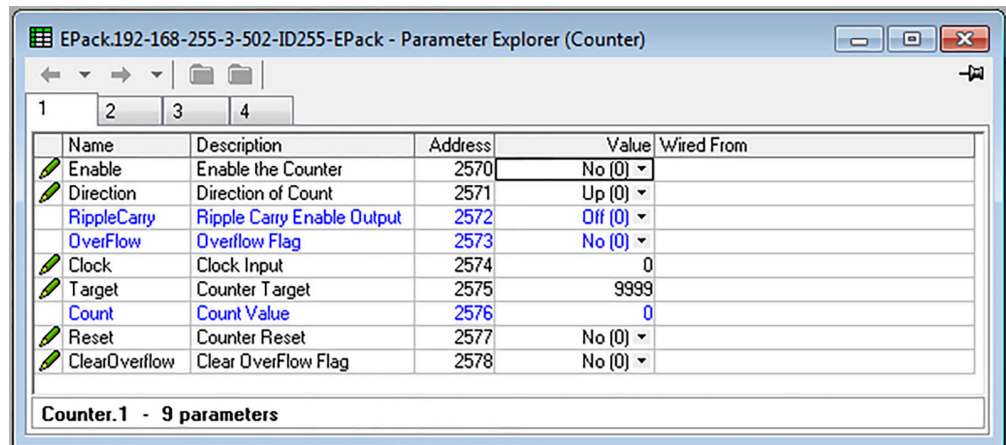 EPack.192-168-255-3-502-ID255-EPack - Parameter Explorer (Counter)
1 2 3 4
Name Description Address Value Wired From
Enable Enable the Counter 2570 No (0)
Direction Direction of Count 2571 Up (0)
RippleCarry Ripple Carry Enable Output 2572 Off (0)
OverFlow Overflow Flag 2573 No (0)
Clock Clock Input 2574 0
Target Counter Target 2575 9999
Count Count Value 2576 0
Reset Counter Reset 2577 No (0)
ClearOverflow Clear OverFlow Flag 2578 No (0)
Counter.1 - 9 parameters